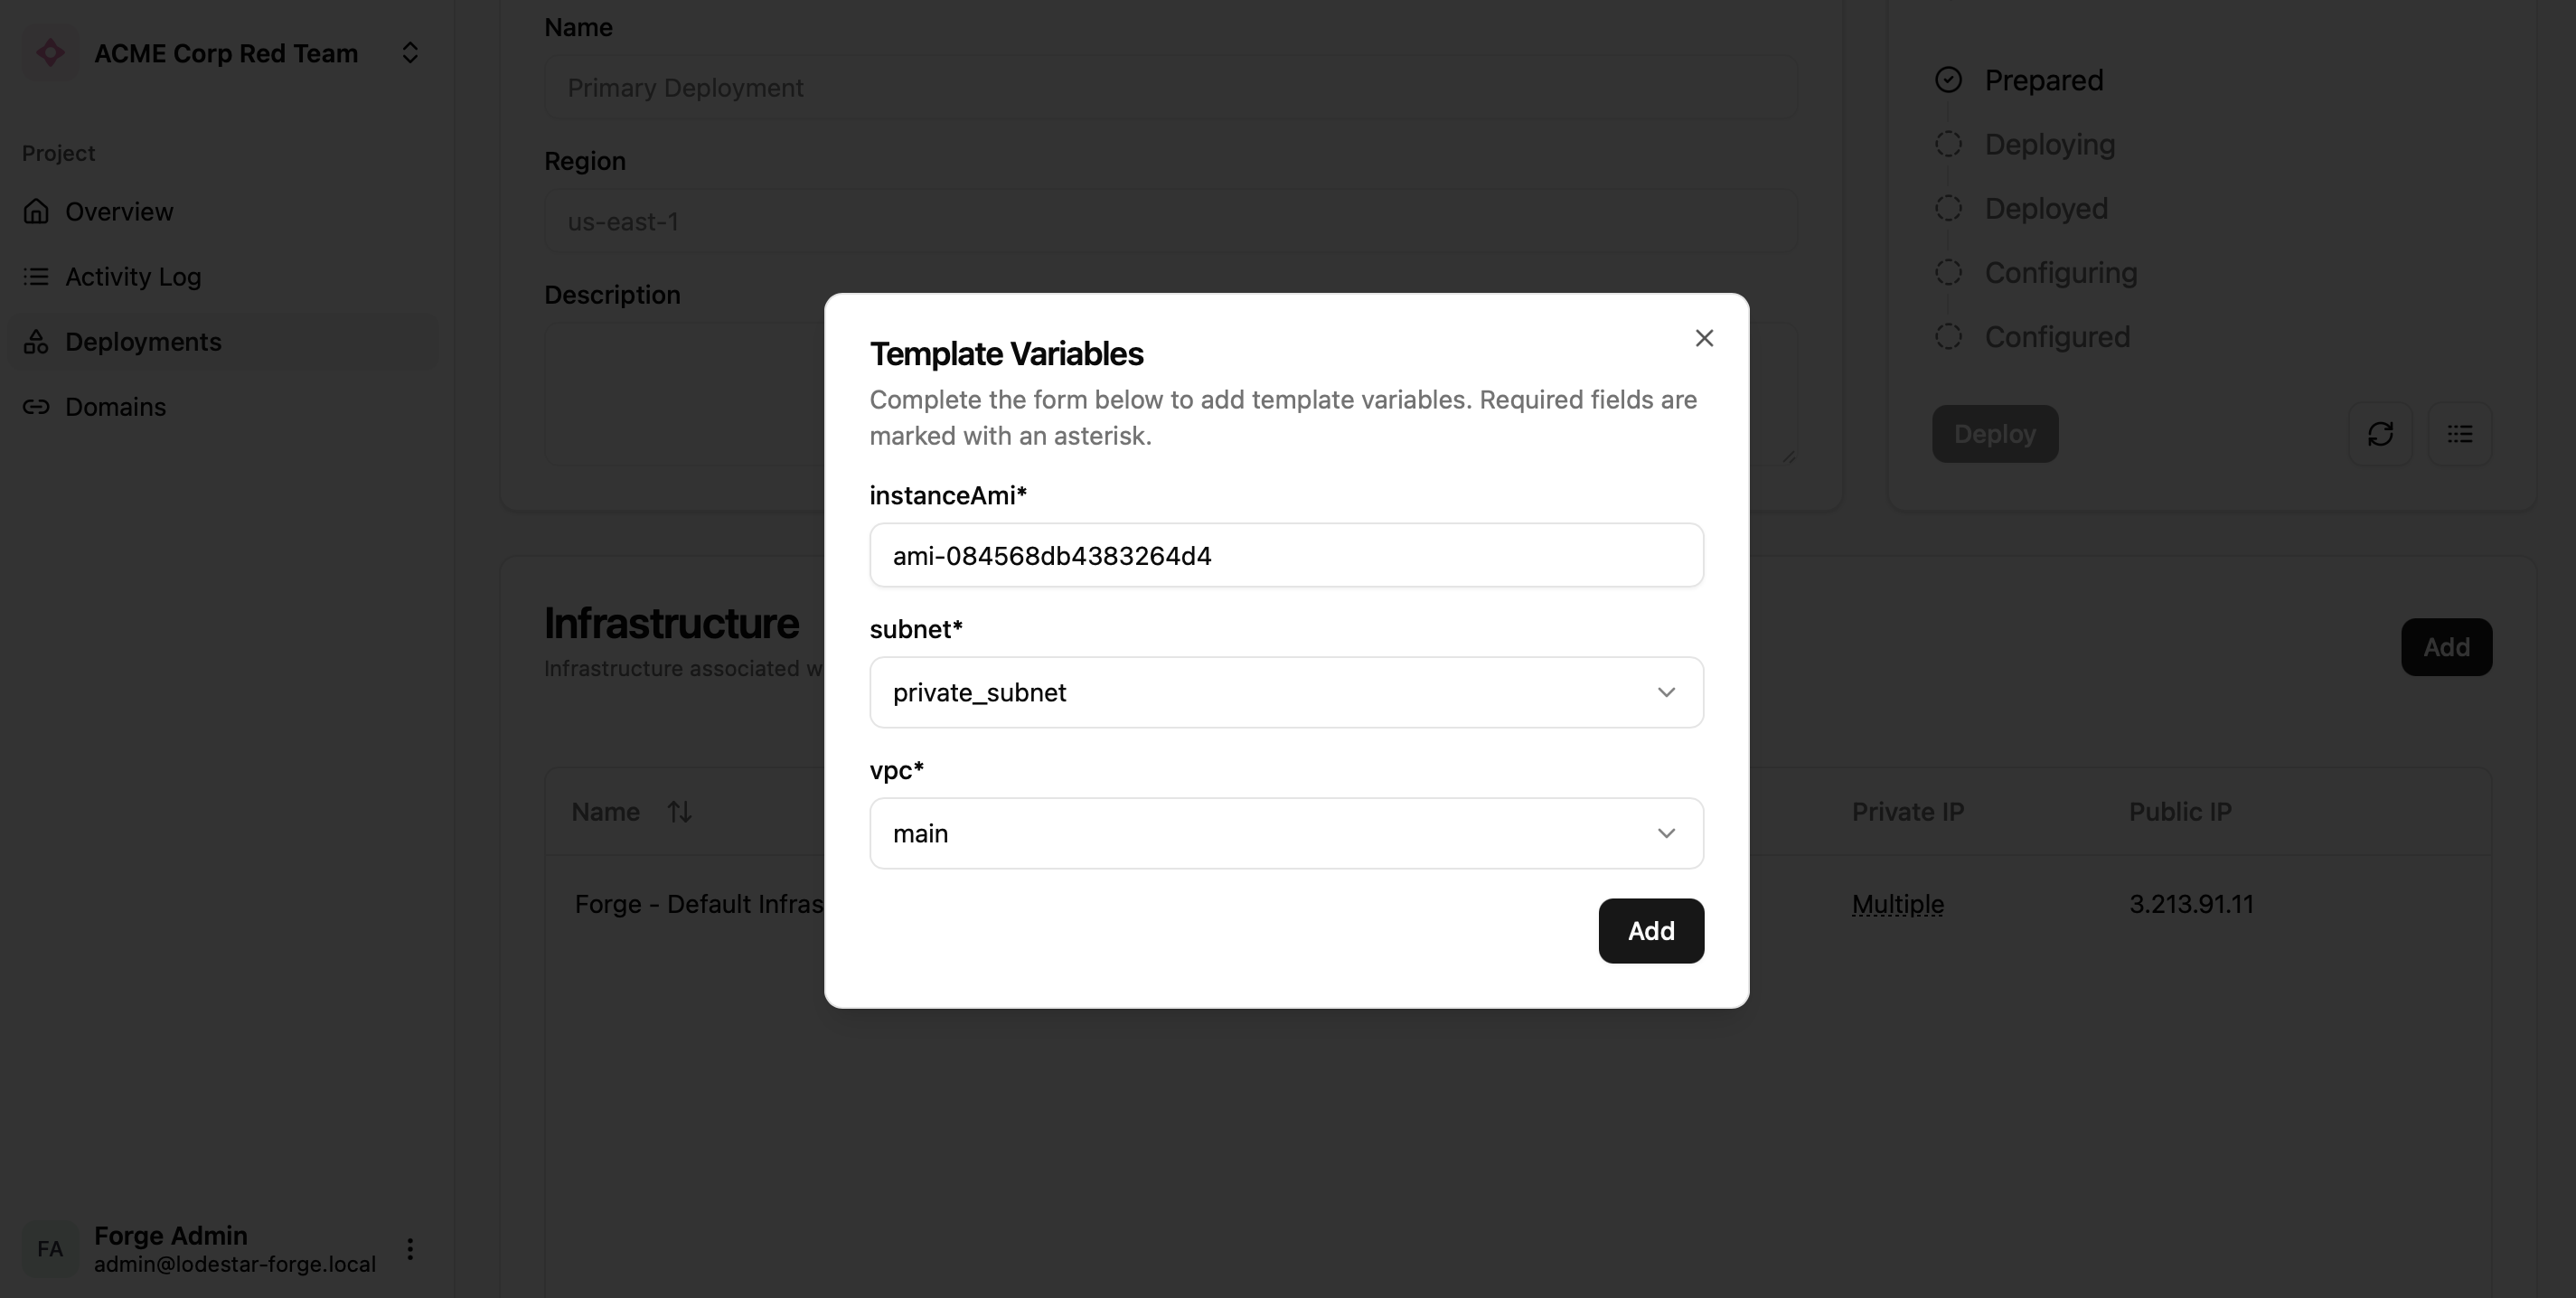 ACME Corp Red Team
Project
Overview
Activity Log
Deployments
Domains
FA
Forge Admin
admin@lodestar-forge.local
Name
Primary Deployment
Region
us-east-1
Description
Prepared
Deploying
Deployed
Configuring
Configured
Deploy
Infrastructure
Infrastructure associated w
Add
Name
Private IP
Public IP
Forge - Default Infras
Multiple
3.213.91.11
Template Variables
Complete the form below to add template variables. Required fields are
marked with an asterisk.
instanceAmi*
ami-084568db4383264d4
subnet*
private_subnet
vpc*
main
Add